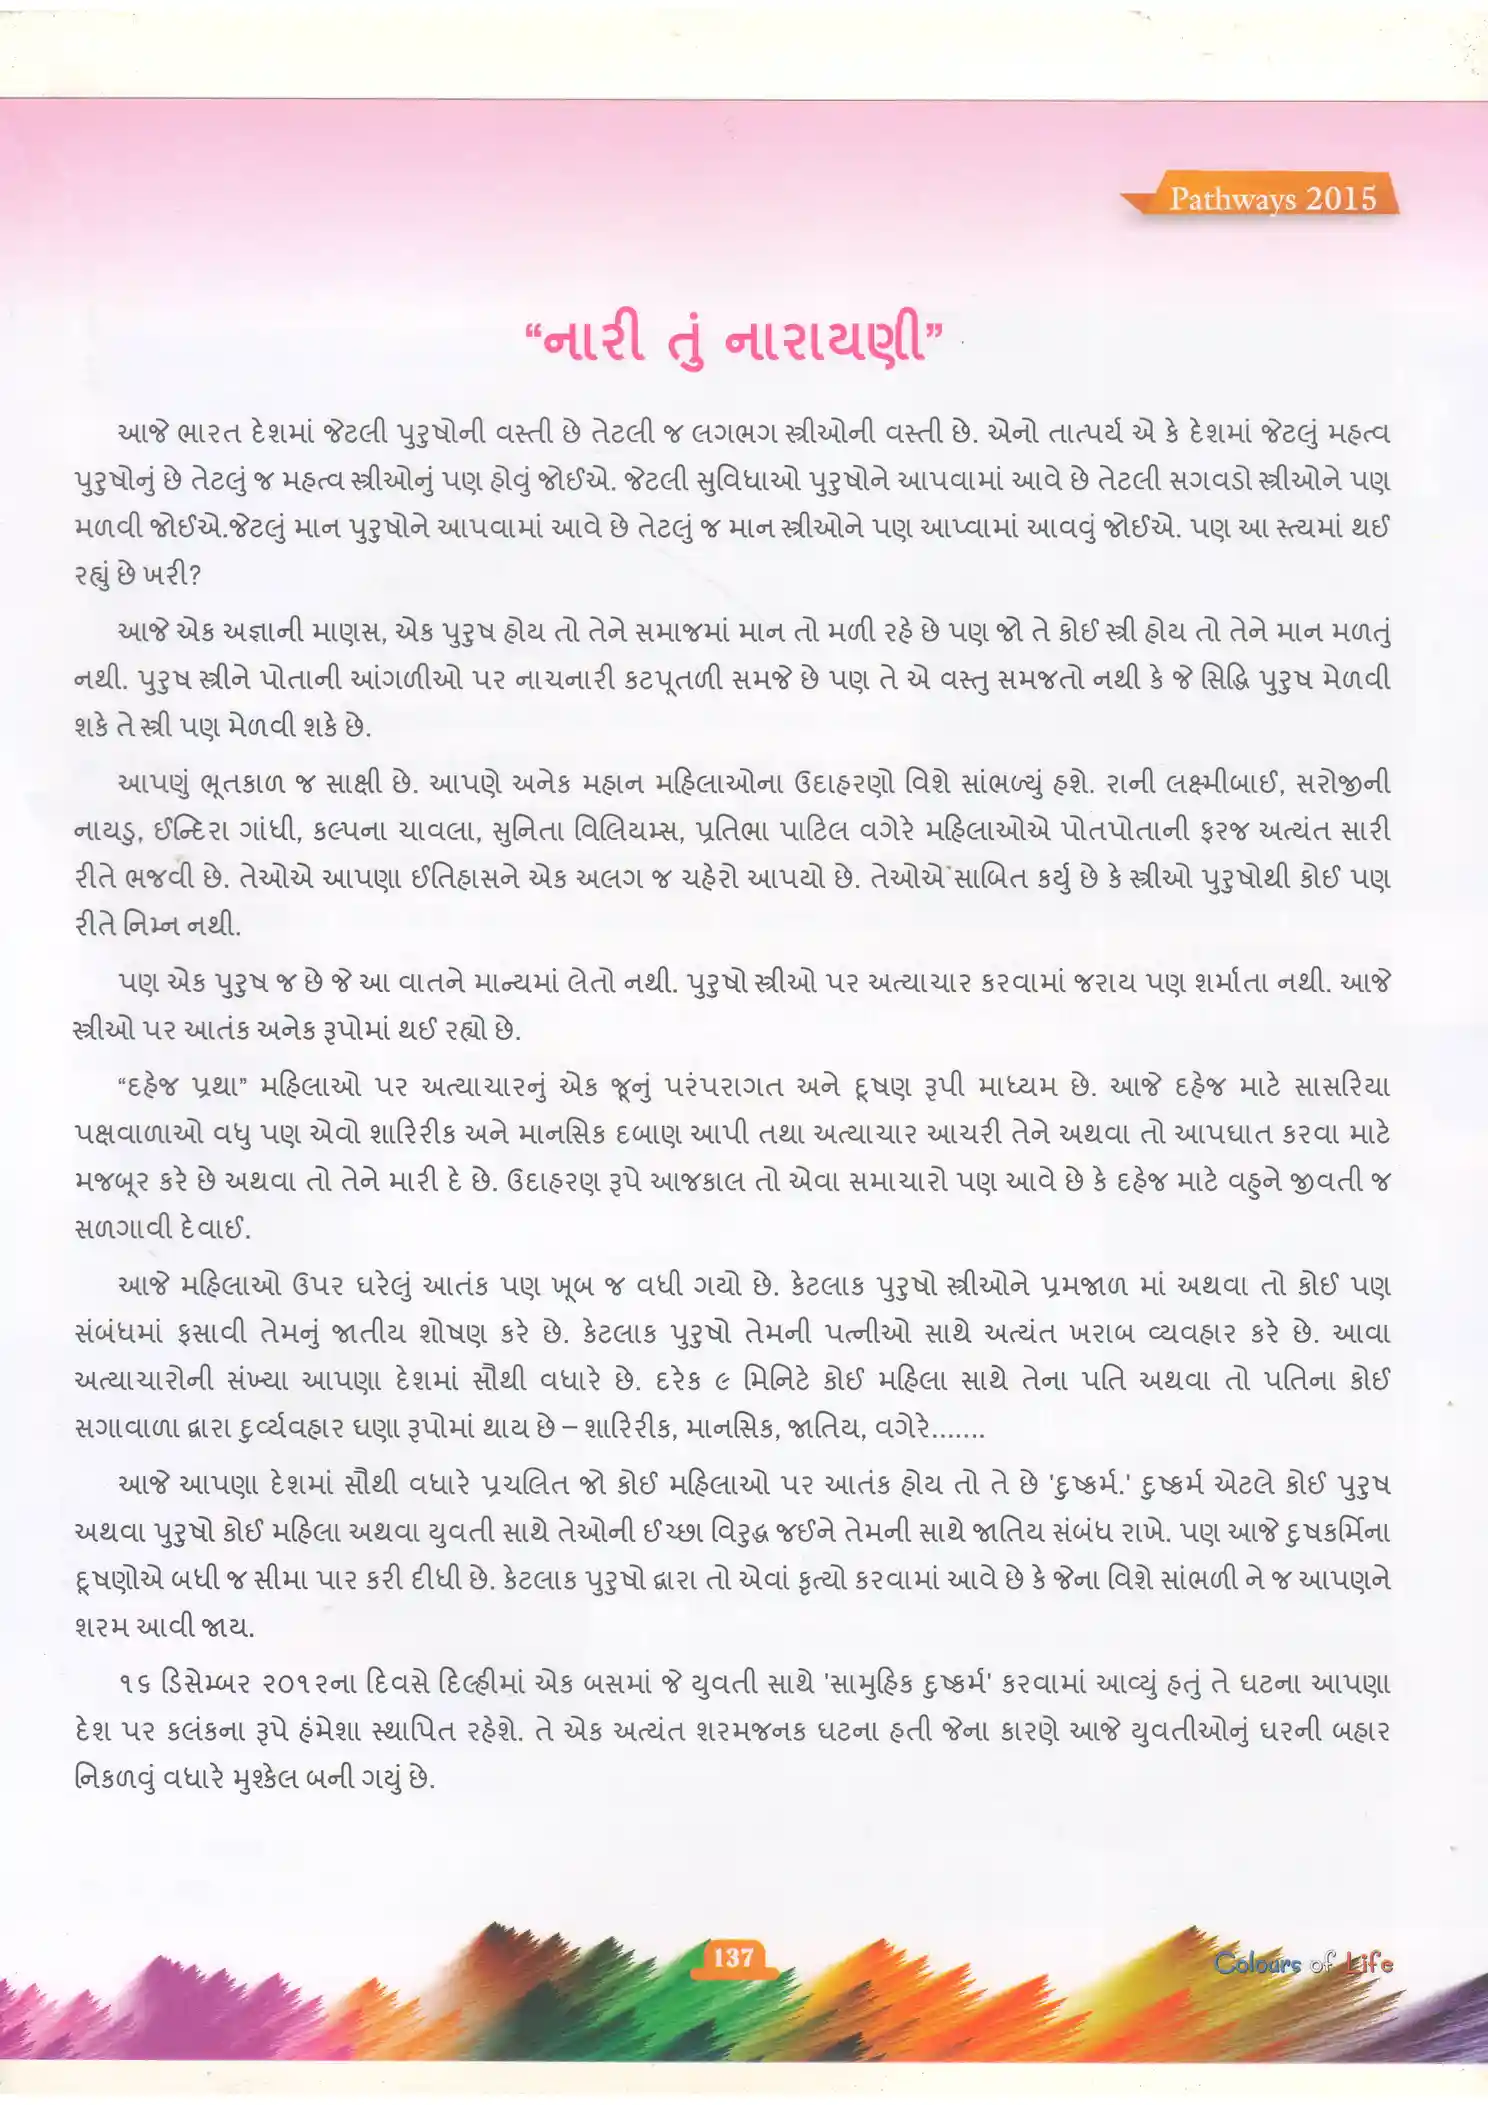 Pathways 2015
“નારી તું નારાયણી”
આજે ભારત દેશમાં જેટલી પુરુષોની વસ્તી છે તેટલી જ લગભગ સ્ત્રીઓની વસ્તી છે. એનો તાત્પર્ય એ કે દેશમાં જેટલું મહત્વ
પુરુષોનું છે તેટલું જ મહત્વ સ્ત્રીઓનું પણ હોવું જોઈએ. જેટલી સુવિધાઓ પુરુષોને આપવામાં આવે છે તેટલી સગવડો સ્ત્રીઓને પણ
મળવી જોઈએ.જેટલું માન પુરુષોને આપવામાં આવે છે તેટલું જ માન સ્ત્રીઓને પણ આપ્વામાં આવવું જોઈએ. પણ આ સ્ત્યમાં થઈ
રહ્યું છે ખરી?
આજે એક અજ્ઞાની માણસ, એક પુરુષ હોય તો તેને સમાજમાં માન તો મળી રહે છે પણ જો તે કોઈ સ્ત્રી હોય તો તેને માન મળતું
નથી. પુરુષ સ્ત્રીને પોતાની આંગળીઓ પર નાચનારી કટપૂતળી સમજે છે પણ તે એ વસ્તુ સમજતો નથી કે જે સિદ્ધિ પુરુષ મેળવી
શકે તે સ્ત્રી પણ મેળવી શકે છે.
આપણું ભૂતકાળ જ સાક્ષી છે. આપણે અનેક મહાન મહિલાઓના ઉદાહરણો વિશે સાંભળ્યું હશે. રાની લક્ષ્મીબાઈ, સરોજીની
નાયડુ, ઈન્દિરા ગાંધી, કલ્પના ચાવલા, સુનિતા વિલિયમ્સ, પ્રતિભા પાટિલ વગેરે મહિલાઓએ પોતપોતાની ફરજ અત્યંત સારી
રીતે ભજવી છે. તેઓએ આપણા ઈતિહાસને એક અલગ જ ચહેરો આપયો છે. તેઓએ સાબિત કર્યુ છે કે સ્ત્રીઓ પુરુષોથી કોઈ પણ
રીતે નિમ્ન નથી.
પણ એક પુરુષ જ છે જે આ વાતને માન્યમાં લેતો નથી. પુરુષો સ્ત્રીઓ પર અત્યાચાર કરવામાં જરાય પણ શર્માતા નથી. આજે
સ્ત્રીઓ પર આતંક અનેક રૂપોમાં થઈ રહ્યો છે.
“દહેજ પ્રથા” મહિલાઓ પર અત્યાચારનું એક જૂનું પરંપરાગત અને દૂષણ રૂપી માધ્યમ છે. આજે દહેજ માટે સાસરિયા
પક્ષવાળાઓ વધુ પણ એવો શારિરીક અને માનસિક દબાણ આપી તથા અત્યાચાર આચરી તેને અથવા તો આપઘાત કરવા માટે
મજબૂર કરે છે અથવા તો તેને મારી દે છે. ઉદાહરણ રૂપે આજકાલ તો એવા સમાચારો પણ આવે છે કે દહેજ માટે વહુને જીવતી જ
સળગાવી દેવાઈ.
આજે મહિલાઓ ઉપર ઘરેલું આતંક પણ ખૂબ જ વધી ગયો છે. કેટલાક પુરુષો સ્ત્રીઓને પ્રમજાળ માં અથવા તો કોઈ પણ
સંબંધમાં ફસાવી તેમનું જાતીય શોષણ કરે છે. કેટલાક પુરુષો તેમની પત્નીઓ સાથે અત્યંત ખરાબ વ્યવહાર કરે છે. આવા
અત્યાચારોની સંખ્યા આપણા દેશમાં સૌથી વધારે છે. દરેક ૯ મિનિટે કોઈ મહિલા સાથે તેના પતિ અથવા તો પતિના કોઈ
સગાવાળા દ્વારા દુર્વ્યવહાર ઘણા રૂપોમાં થાય છે – શારિરીક, માનસિક, જાતિય, વગેરે.......
આજે આપણા દેશમાં સૌથી વધારે પ્રચલિત જો કોઈ મહિલાઓ પર આતંક હોય તો તે છે 'દુષ્કર્મ.' દુષ્કર્મ એટલે કોઈ પુરુષ
અથવા પુરુષો કોઈ મહિલા અથવા યુવતી સાથે તેઓની ઈચ્છા વિરુદ્ધ જઈને તેમની સાથે જાતિય સંબંધ રાખે. પણ આજે દુષકર્મિના
દૂષણોએ બધી જ સીમા પાર કરી દીધી છે. કેટલાક પુરુષો દ્વારા તો એવાં કૃત્યો કરવામાં આવે છે કે જેના વિશે સાંભળી ને જ આપણને
શરમ આવી જાય.
૧૬ ડિસેમ્બર ૨૦૧૨ના દિવસે દિલ્હીમાં એક બસમાં જે યુવતી સાથે 'સામુહિક દુષ્કર્મ' કરવામાં આવ્યું હતું તે ઘટના આપણા
દેશ પર કલંકના રૂપે હંમેશા સ્થાપિત રહેશે. તે એક અત્યંત શરમજનક ઘટના હતી જેના કારણે આજે યુવતીઓનું ઘરની બહાર
નિકળવું વધારે મુશ્કેલ બની ગયું છે.
137
Colours of Life